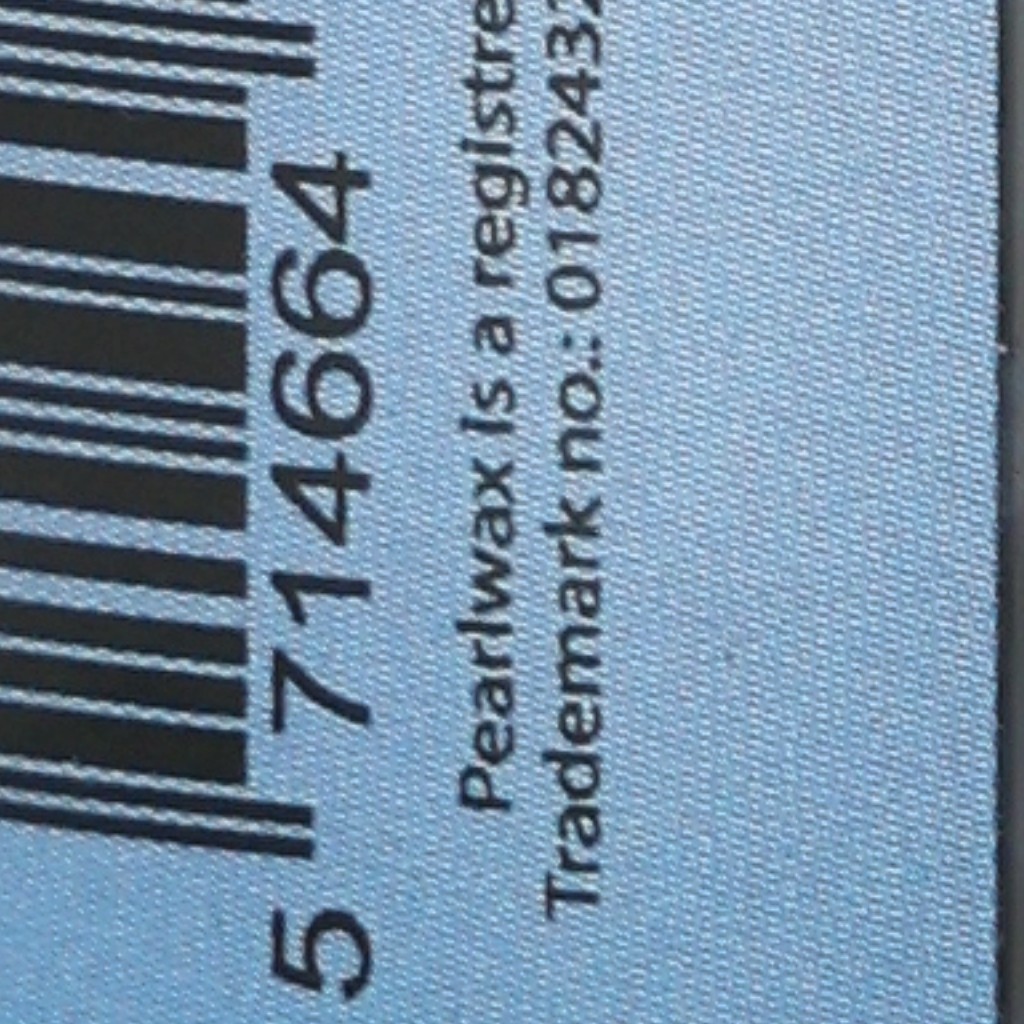 5 714664
Pearlwax is a registre
Trademark no.: 0182432